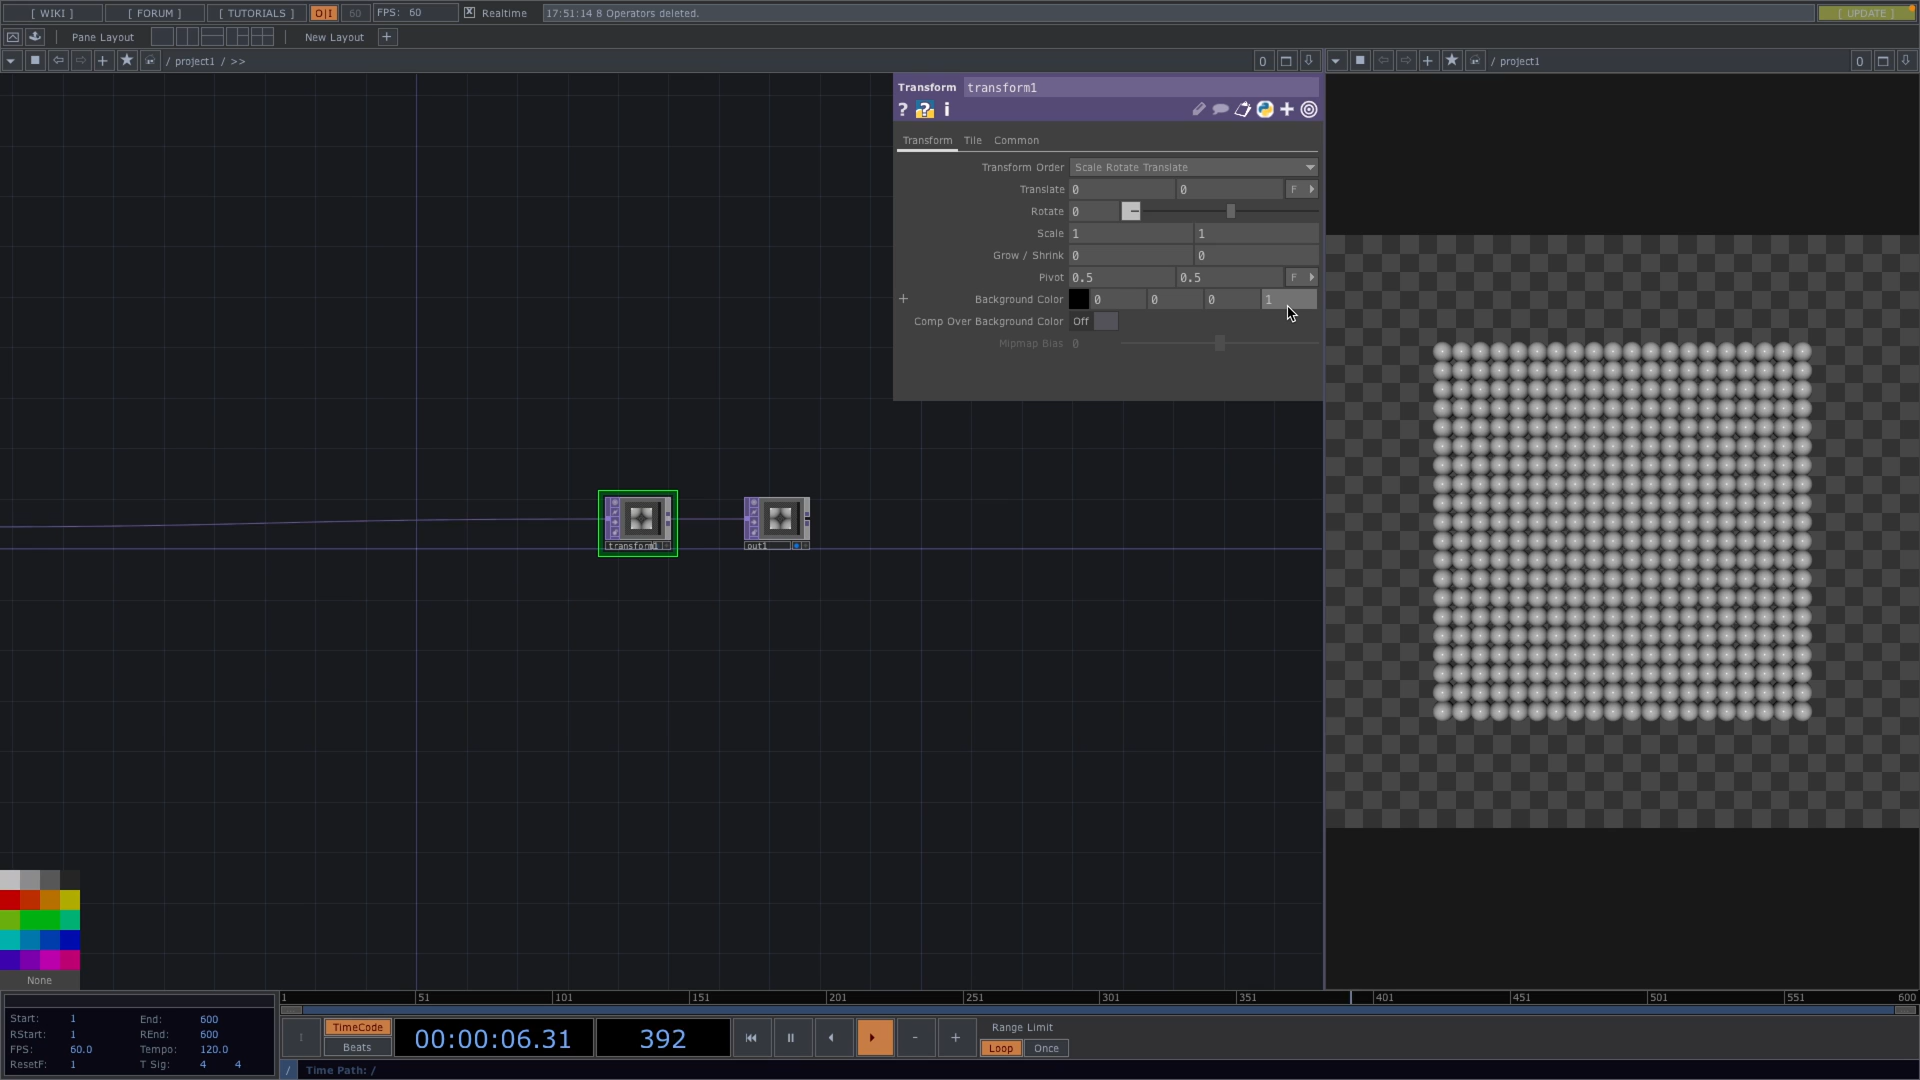 [ WIKI ] [ FORUM ] [ TUTORIALS ] O|I 60 FPS: 60 Realtime 17:51:14 8 Operators deleted. [ UPDATE ]
Pane Layout New Layout +
/ project1 / >> 0 / project1 0
Transform transform1
? ? i
Transform Tile Common
Transform Order Scale Rotate Translate
Translate 0 0 F
Rotate 0
Scale 1 1
Grow / Shrink 0 0
Pivot 0.5 0.5 F
+ Background Color 0 0 0 1
Comp Over Background Color Off
Mipmap Bias 0
transform1 out1
None
1 51 101 151 201 251 301 351 401 451 501 551 600
Start: 1 End: 600
RStart: 1 REnd: 600
FPS: 60.0 Tempo: 120.0
ResetF: 1 T Sig: 4 4
1 TimeCode 00:00:06.31 392 - + Range Limit
Beats Loop Once
/ Time Path: /